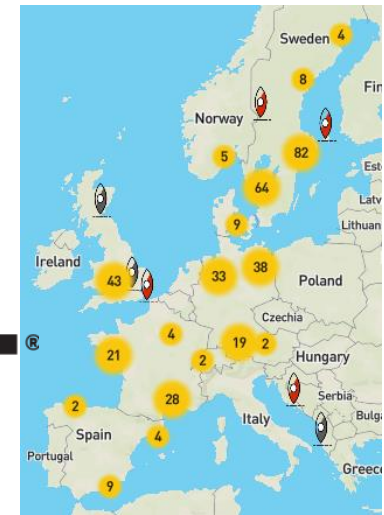 Sweden
4
8
Fin
Norway
5
82
Est
64
Latv
9
Lithuan
Ireland
43
33
38
Poland
Czechia
®
21
4
2
19
2
Hungary
2
28
Serbia
Italy
Bulga
Spain
4
Portugal
9
Greec